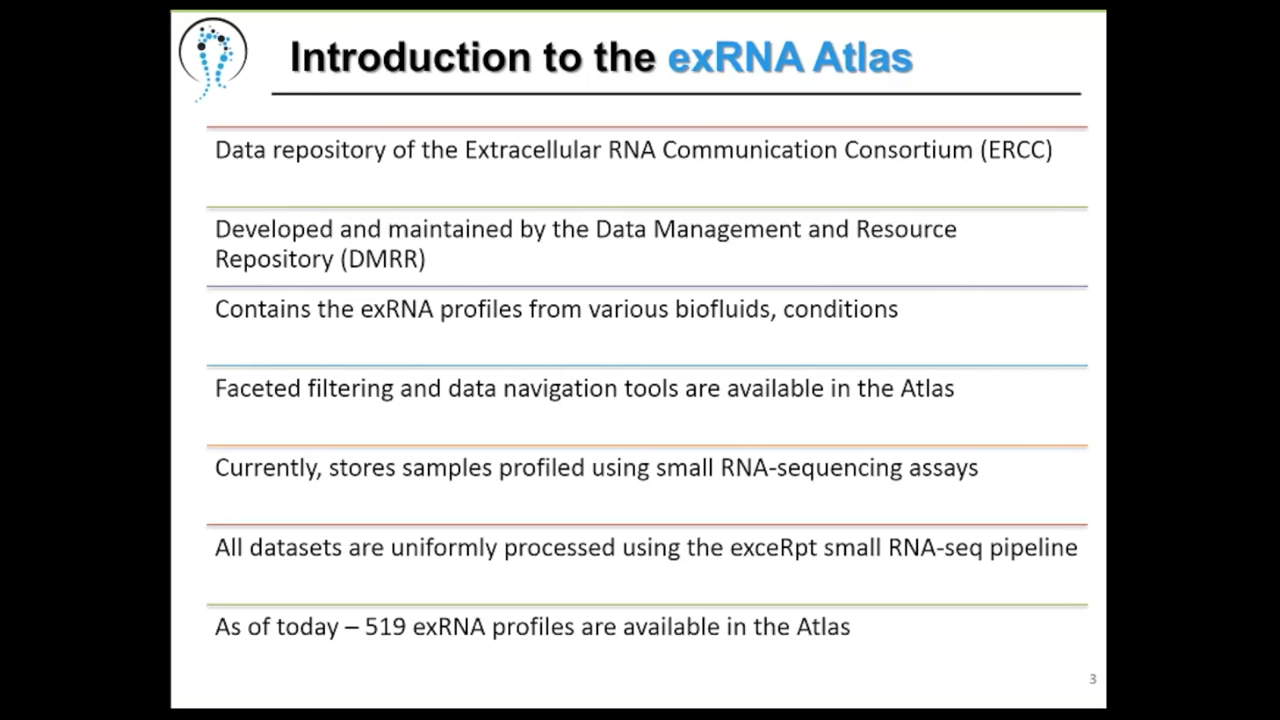 Introduction to the exRNA Atlas
Data repository of the Extracellular RNA Communication Consortium (ERCC)
Developed and maintained by the Data Management and Resource
Repository (DMRR)
Contains the exRNA profiles from various biofluids, conditions
Faceted filtering and data navigation tools are available in the Atlas
Currently, stores samples profiled using small RNA-sequencing assays
All datasets are uniformly processed using the exceRpt small RNA-seq pipeline
As of today – 519 exRNA profiles are available in the Atlas
3